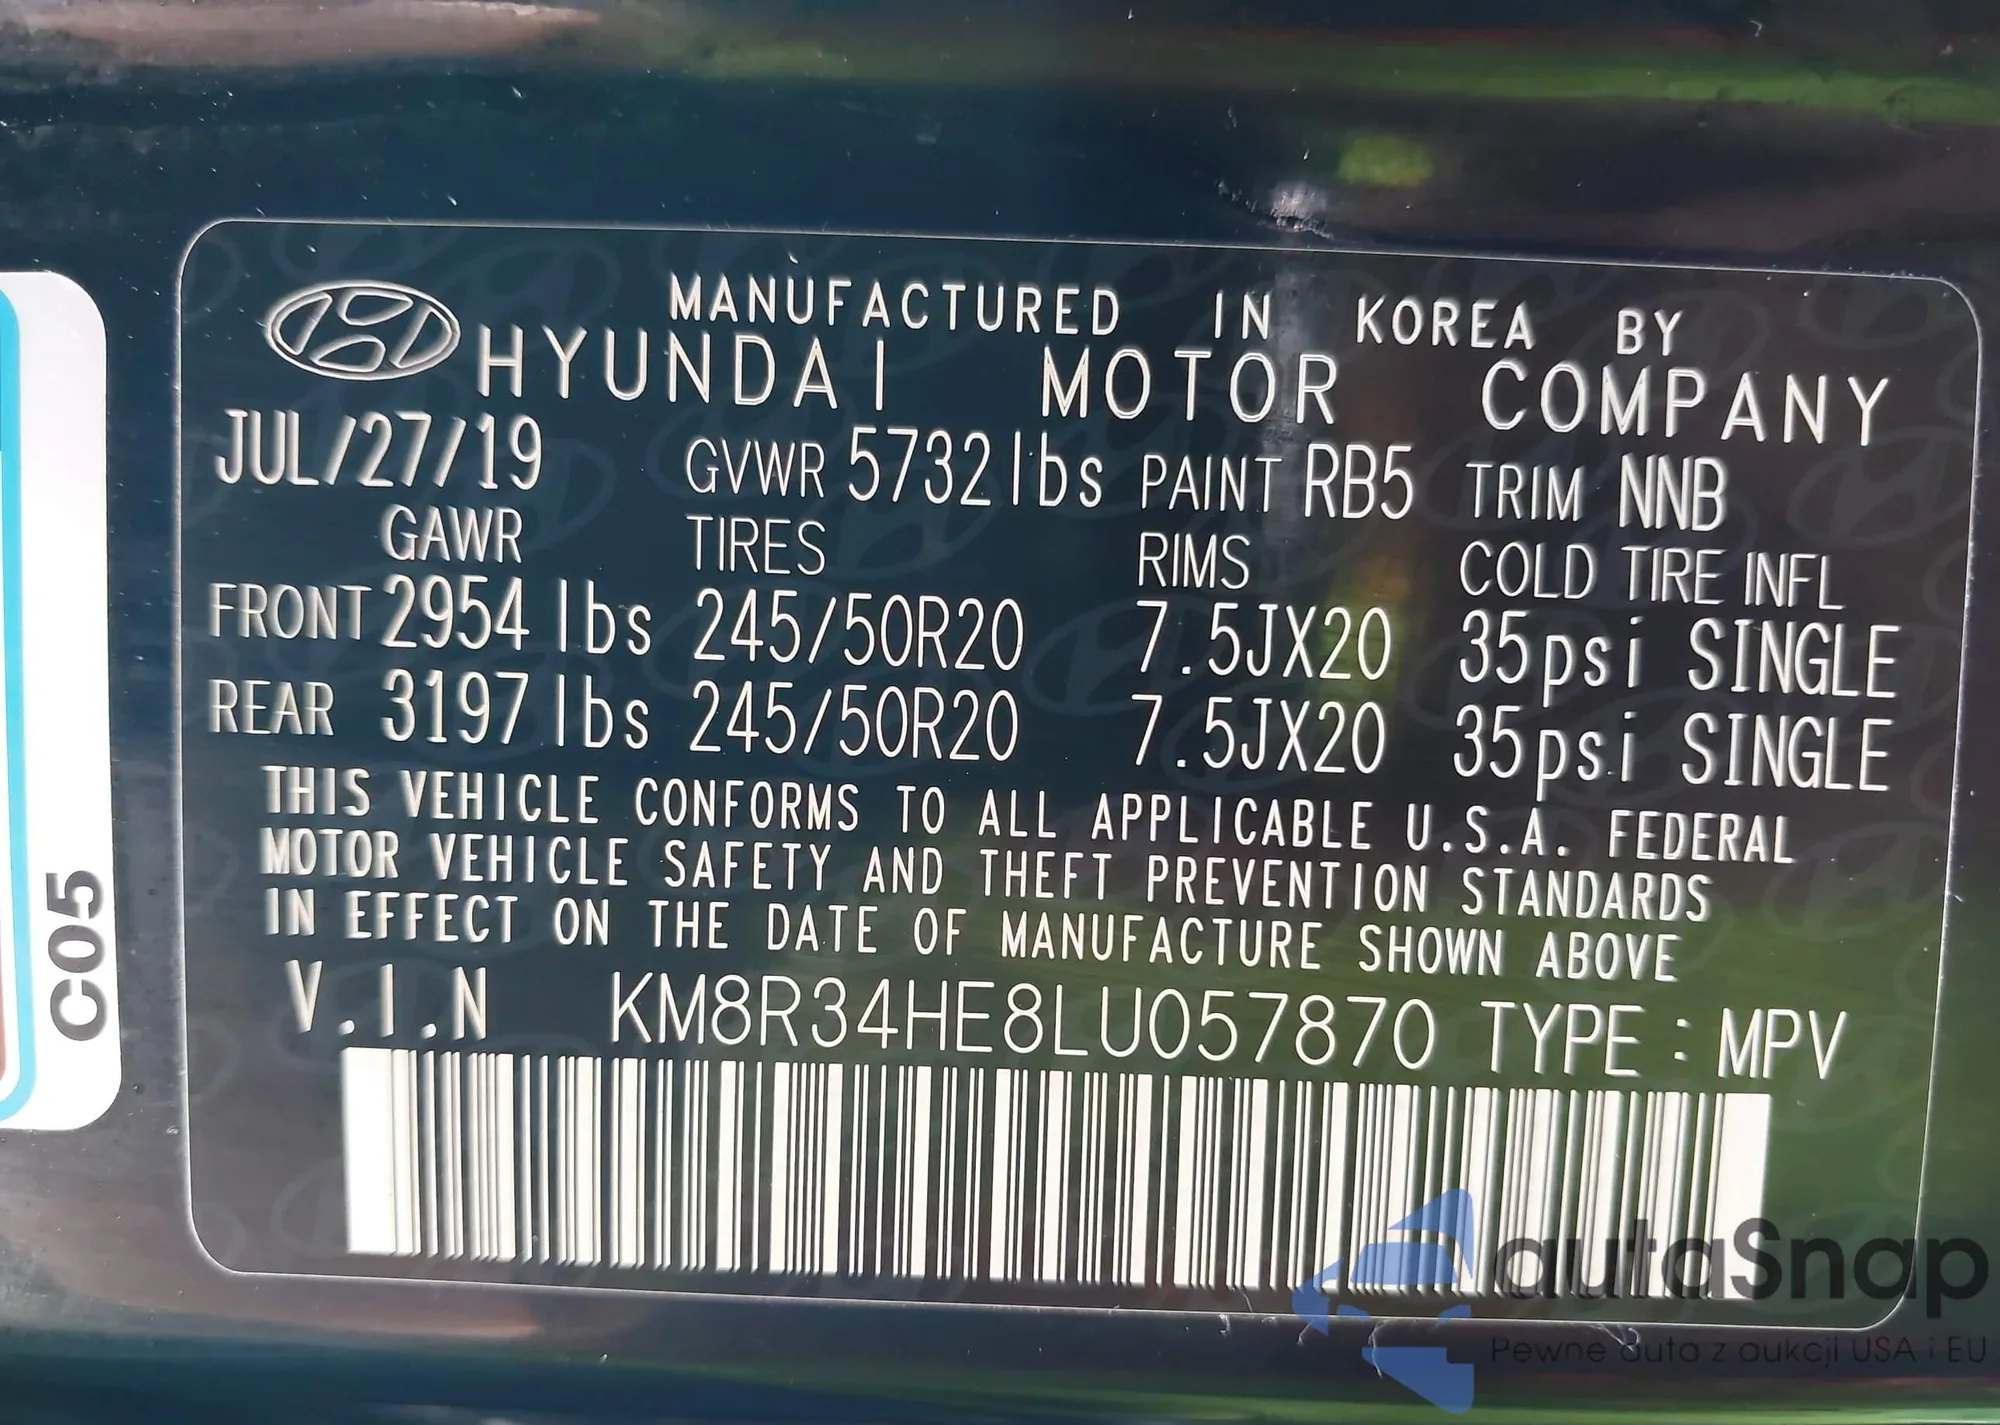 MANUFACTURED IN KOREA BY
HYUNDAI MOTOR COMPANY
JUL/27/19 GVWR 5732lbs PAINT RB5 TRIM NNB
GAWR TIRES RIMS COLD TIRE INFL
FRONT 2954 lbs 245/50R20 7.5JX20 35psi SINGLE
REAR 3197 lbs 245/50R20 7.5JX20 35psi SINGLE
THIS VEHICLE CONFORMS TO ALL APPLICABLE U.S.A. FEDERAL
MOTOR VEHICLE SAFETY AND THEFT PREVENTION STANDARDS
IN EFFECT ON THE DATE OF MANUFACTURE SHOWN ABOVE
V.I.N KM8R34HE8LU057870 TYPE : MPV
C05
autaSnap
Pewne auta z aukcji USA i EU